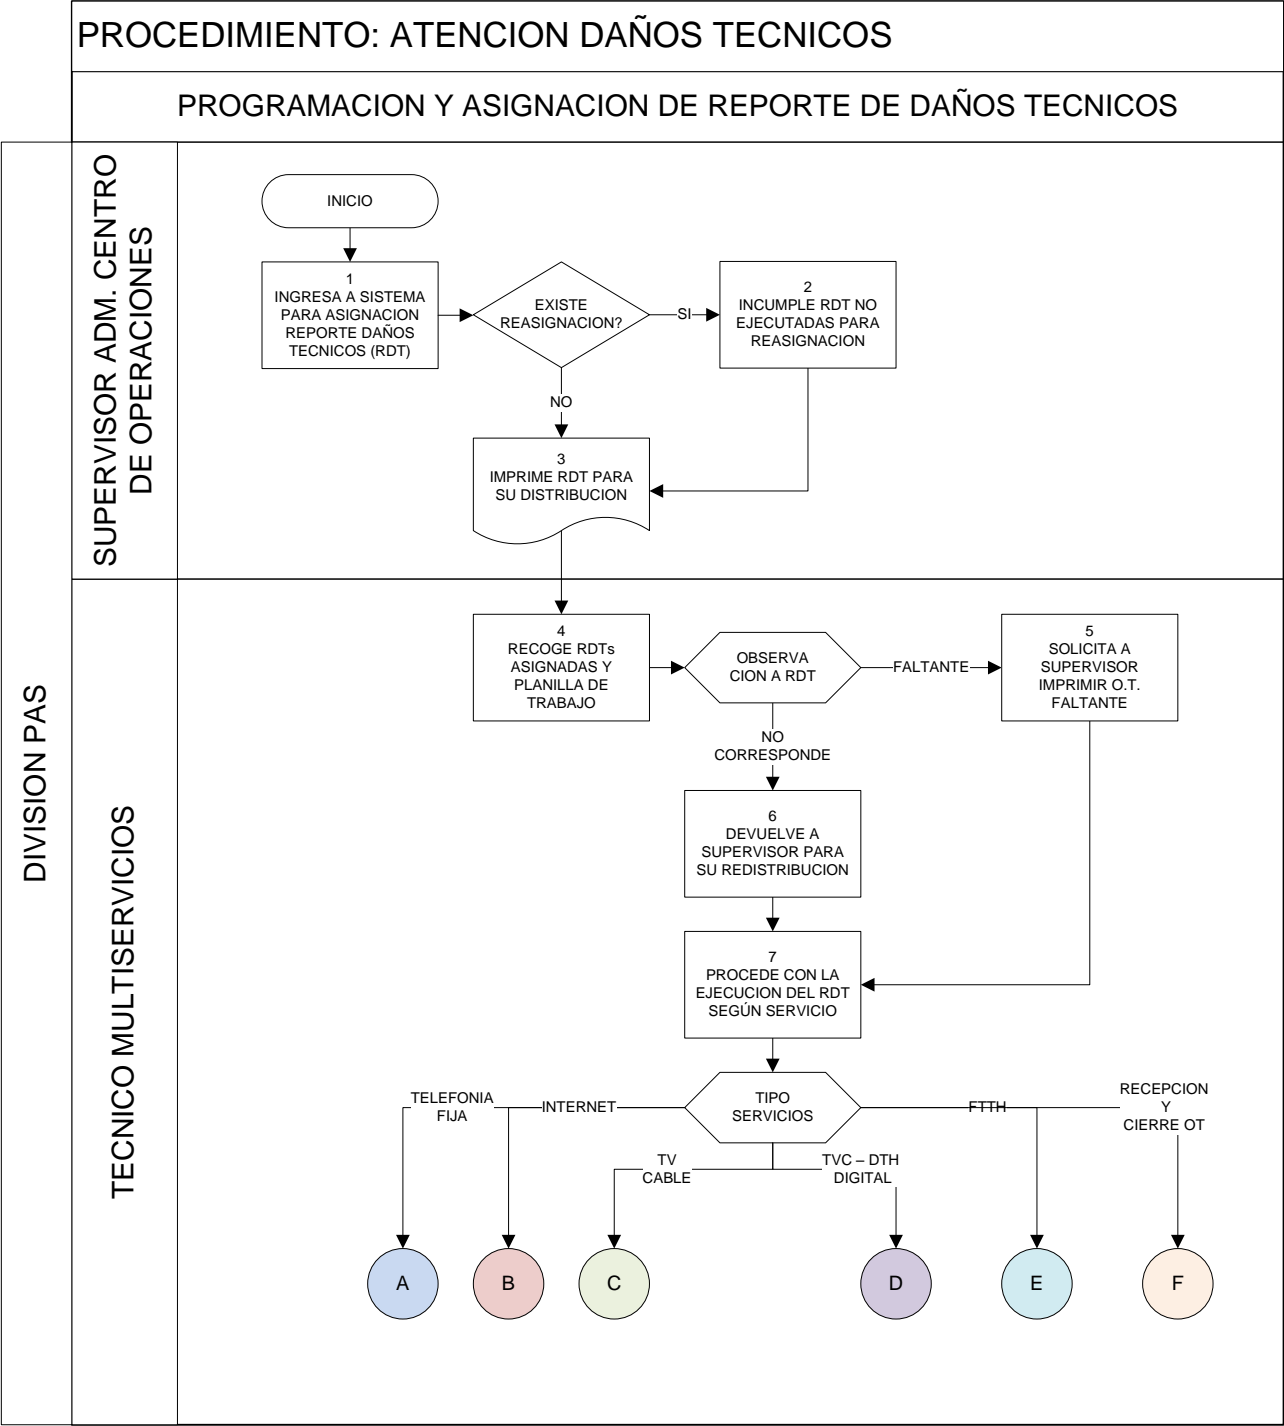 PROCEDIMIENTO: ATENCION DAÑOS TECNICOS
PROGRAMACION Y ASIGNACION DE REPORTE DE DAÑOS TECNICOS
DIVISION PAS
SUPERVISOR ADM. CENTRO
DE OPERACIONES
INICIO
1
INGRESA A SISTEMA
PARA ASIGNACION
REPORTE DAÑOS
TECNICOS (RDT)
EXISTE
REASIGNACION?
SI
2
INCUMPLE RDT NO
EJECUTADAS PARA
REASIGNACION
NO
3
IMPRIME RDT PARA
SU DISTRIBUCION
TECNICO MULTISERVICIOS
4
RECOGE RDTs
ASIGNADAS Y
PLANILLA DE
TRABAJO
OBSERVA
CION A RDT
FALTANTE
5
SOLICITA A
SUPERVISOR
IMPRIMIR O.T.
FALTANTE
NO
CORRESPONDE
6
DEVUELVE A
SUPERVISOR PARA
SU REDISTRIBUCION
7
PROCEDE CON LA
EJECUCION DEL RDT
SEGÚN SERVICIO
TIPO
SERVICIOS
TELEFONIA
FIJA
INTERNET
TV
CABLE
TVC – DTH
DIGITAL
FTTH
RECEPCION
Y
CIERRE OT
A
B
C
D
E
F